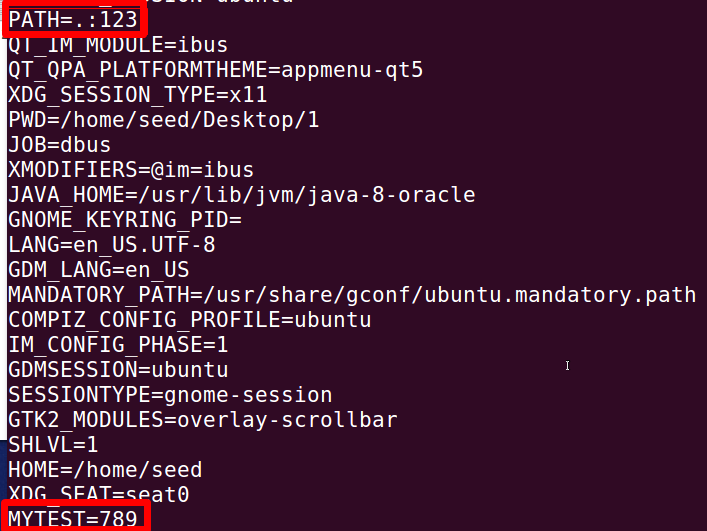 PATH=.:123
QT_IM_MODULE=ibus
QT_QPA_PLATFORMTHEME=appmenu-qt5
XDG_SESSION_TYPE=x11
PWD=/home/seed/Desktop/1
JOB=dbus
XMODIFIERS=@im=ibus
JAVA_HOME=/usr/lib/jvm/java-8-oracle
GNOME_KEYRING_PID=
LANG=en_US.UTF-8
GDM_LANG=en_US
MANDATORY_PATH=/usr/share/gconf/ubuntu.mandatory.path
COMPIZ_CONFIG_PROFILE=ubuntu
IM_CONFIG_PHASE=1
GDMSESSION=ubuntu
SESSIONTYPE=gnome-session
GTK2_MODULES=overlay-scrollbar
SHLVL=1
HOME=/home/seed
XDG_SEAT=seat0
MYTEST=789